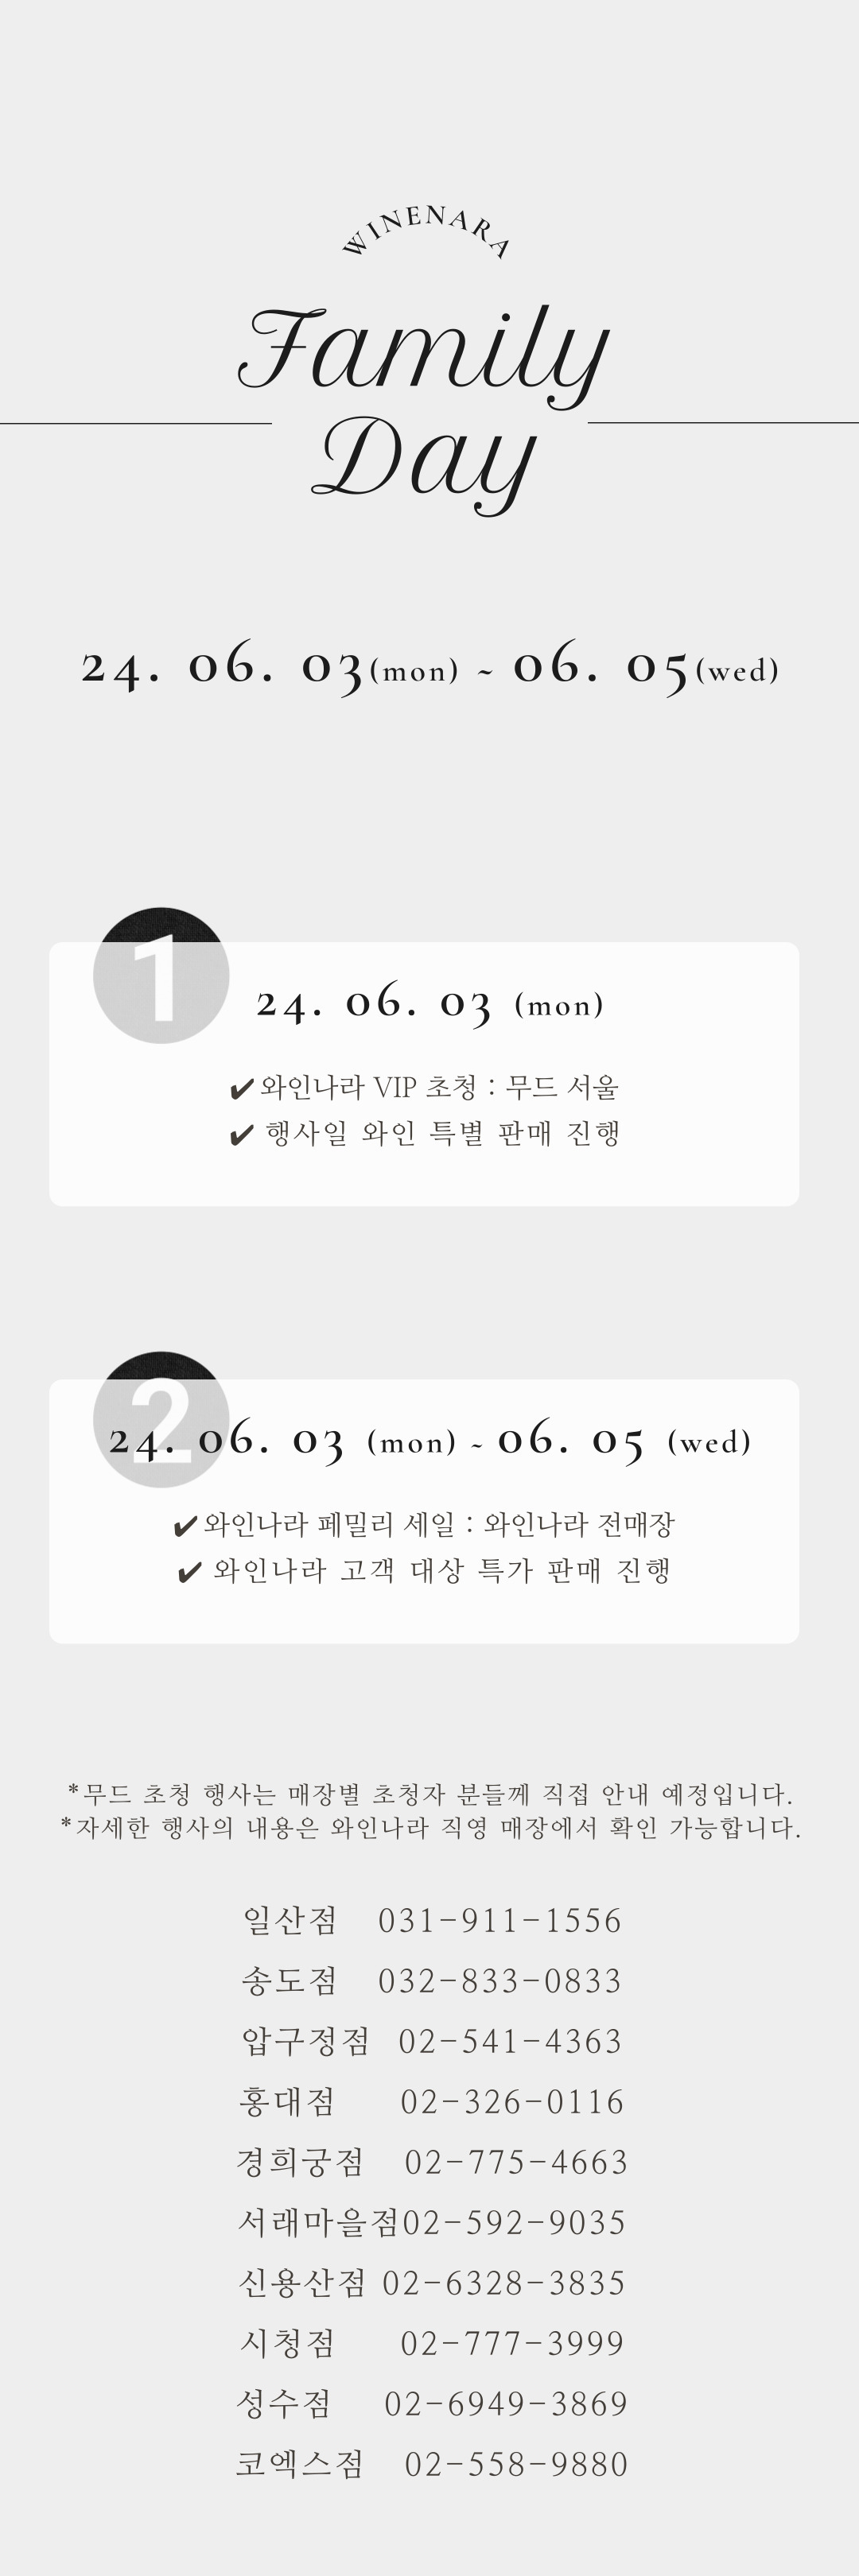 WINENARA
Family
Day
24. 06. 03(mon) ~ 06. 05(wed)
1
24. 06. 03 (mon)
✔와인나라 VIP 초청 : 무드 서울
✔ 행사일 와인 특별 판매 진행
2
24. 06. 03 (mon) ~ 06. 05 (wed)
✔와인나라 페밀리 세일 : 와인나라 전매장
✔ 와인나라 고객 대상 특가 판매 진행
*무드 초청 행사는 매장별 초청자 분들께 직접 안내 예정입니다.
*자세한 행사의 내용은 와인나라 직영 매장에서 확인 가능합니다.
일산점 031-911-1556
송도점 032-833-0833
압구정점 02-541-4363
홍대점 02-326-0116
경희궁점 02-775-4663
서래마을점02-592-9035
신용산점 02-6328-3835
시청점 02-777-3999
성수점 02-6949-3869
코엑스점 02-558-9880